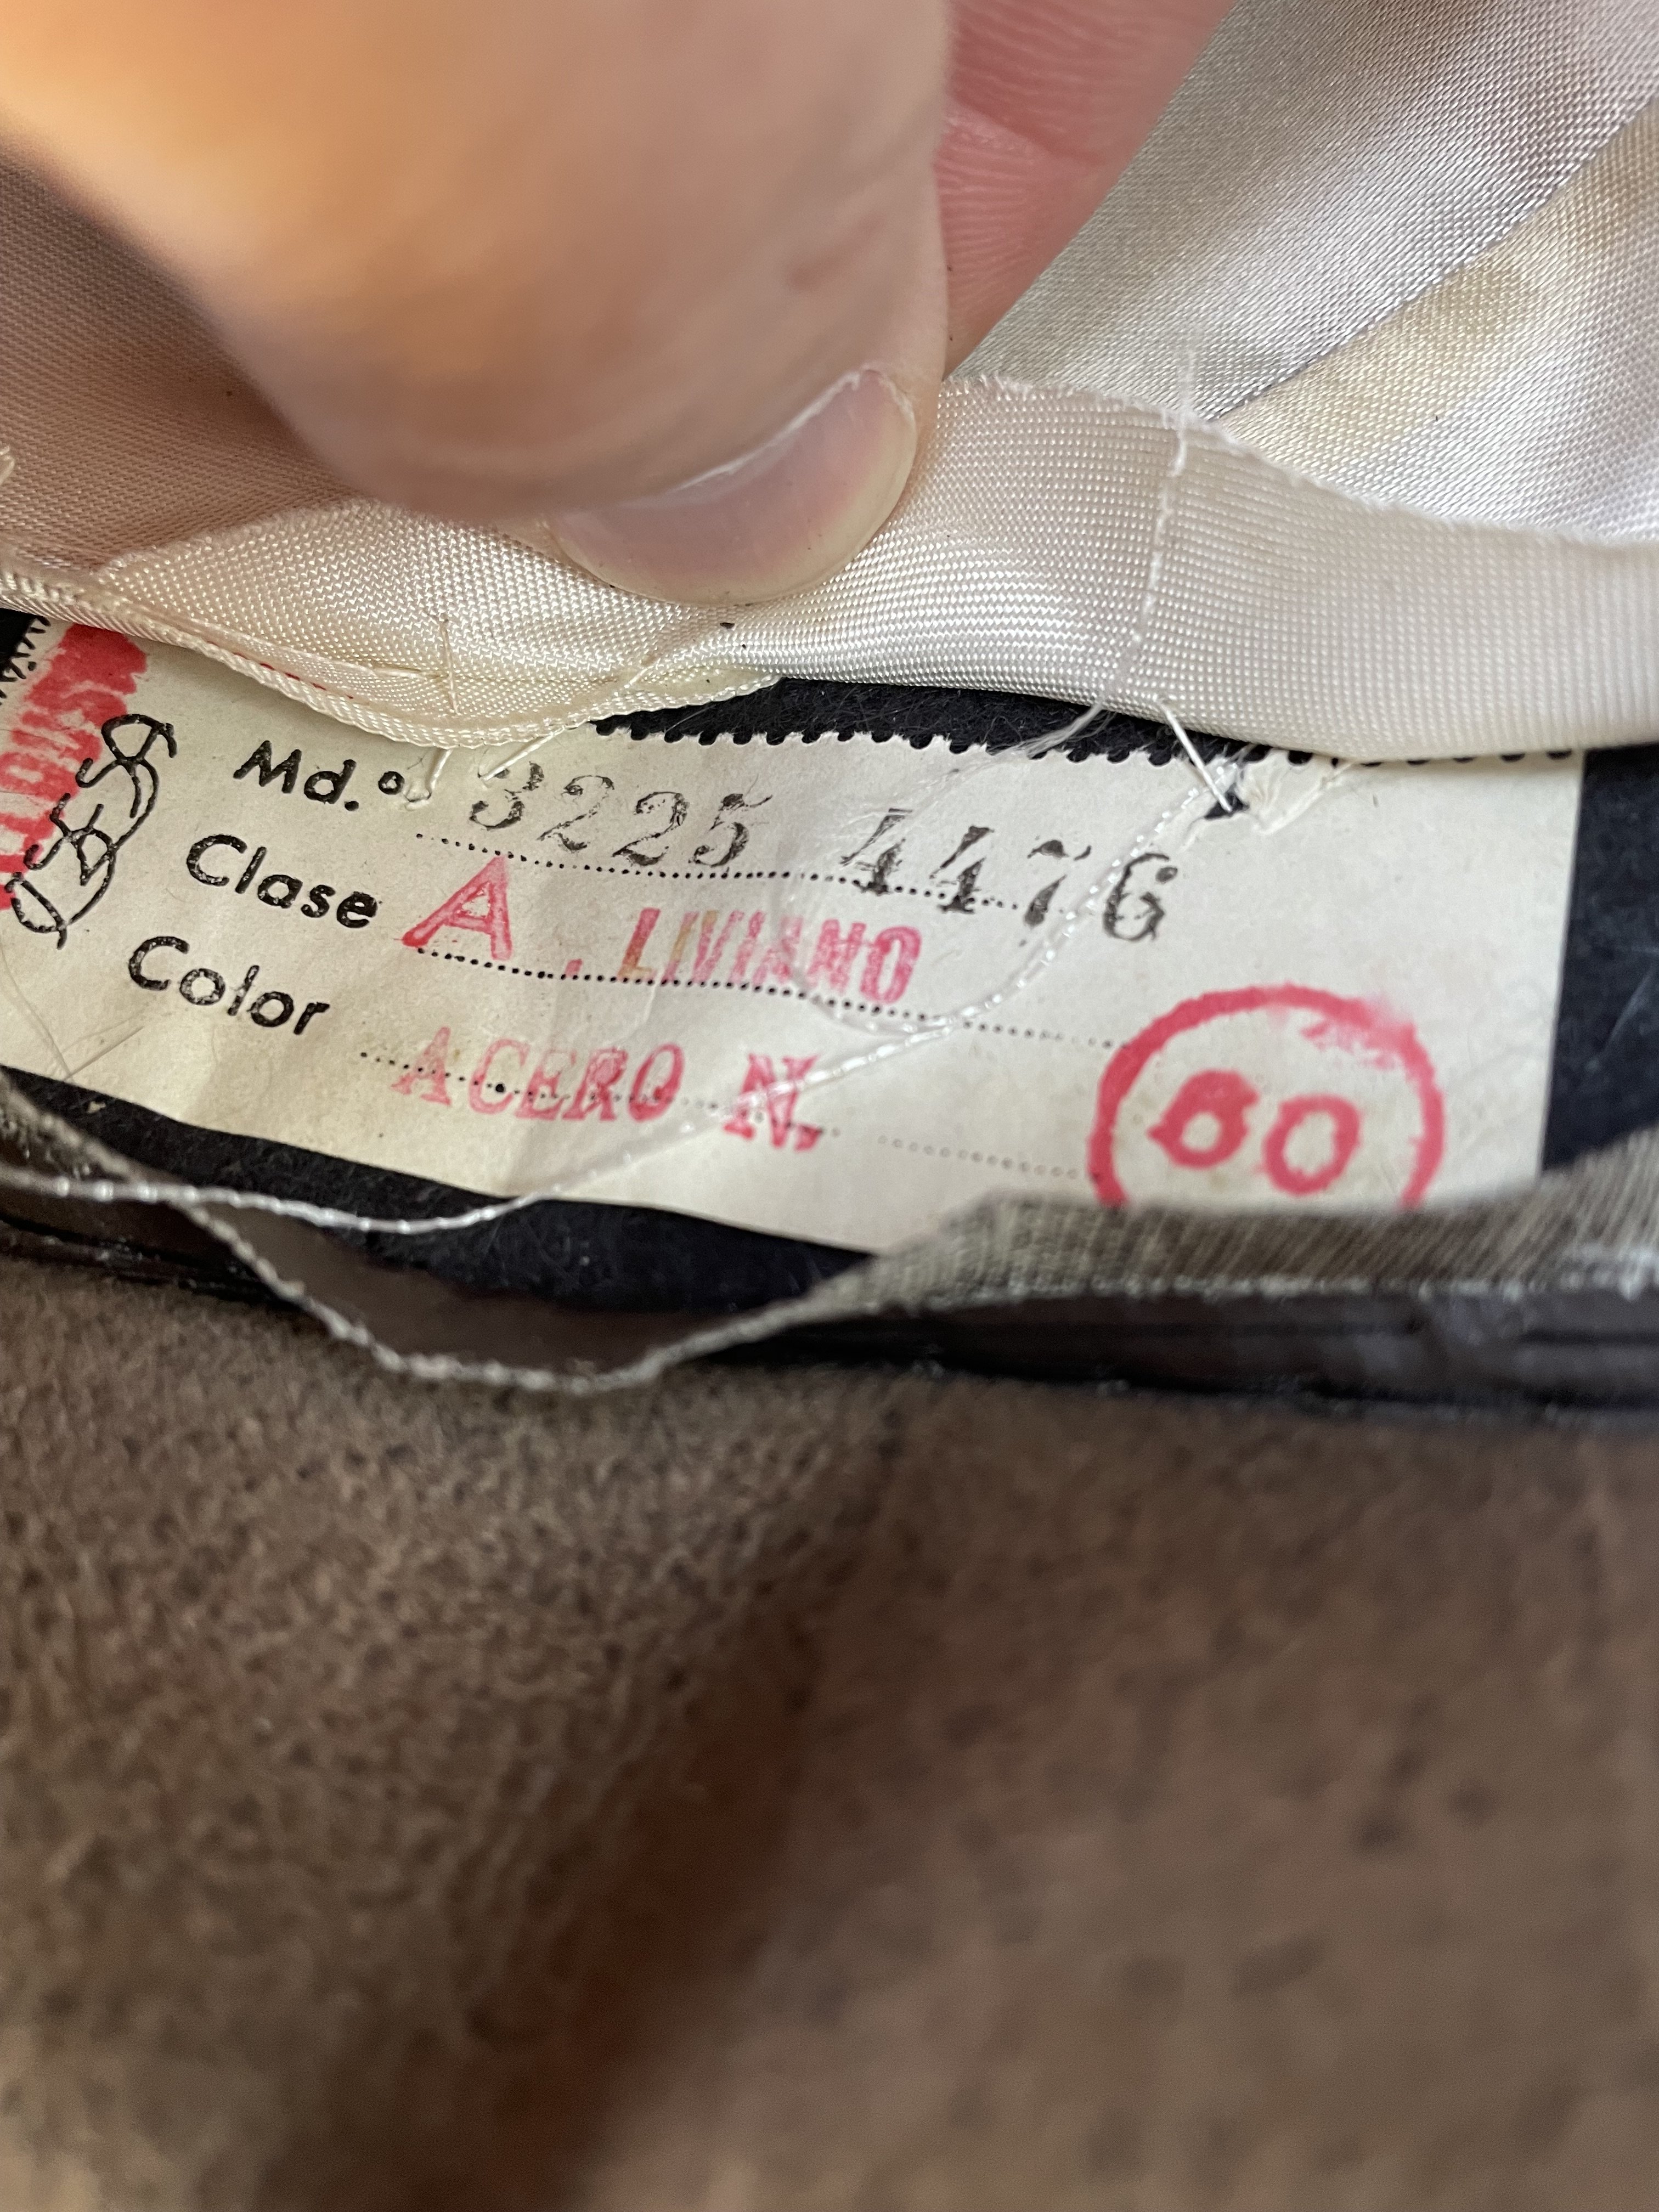 Md.º 3225 4476
Clase A. LIVIANO
Color ACERO N.
60